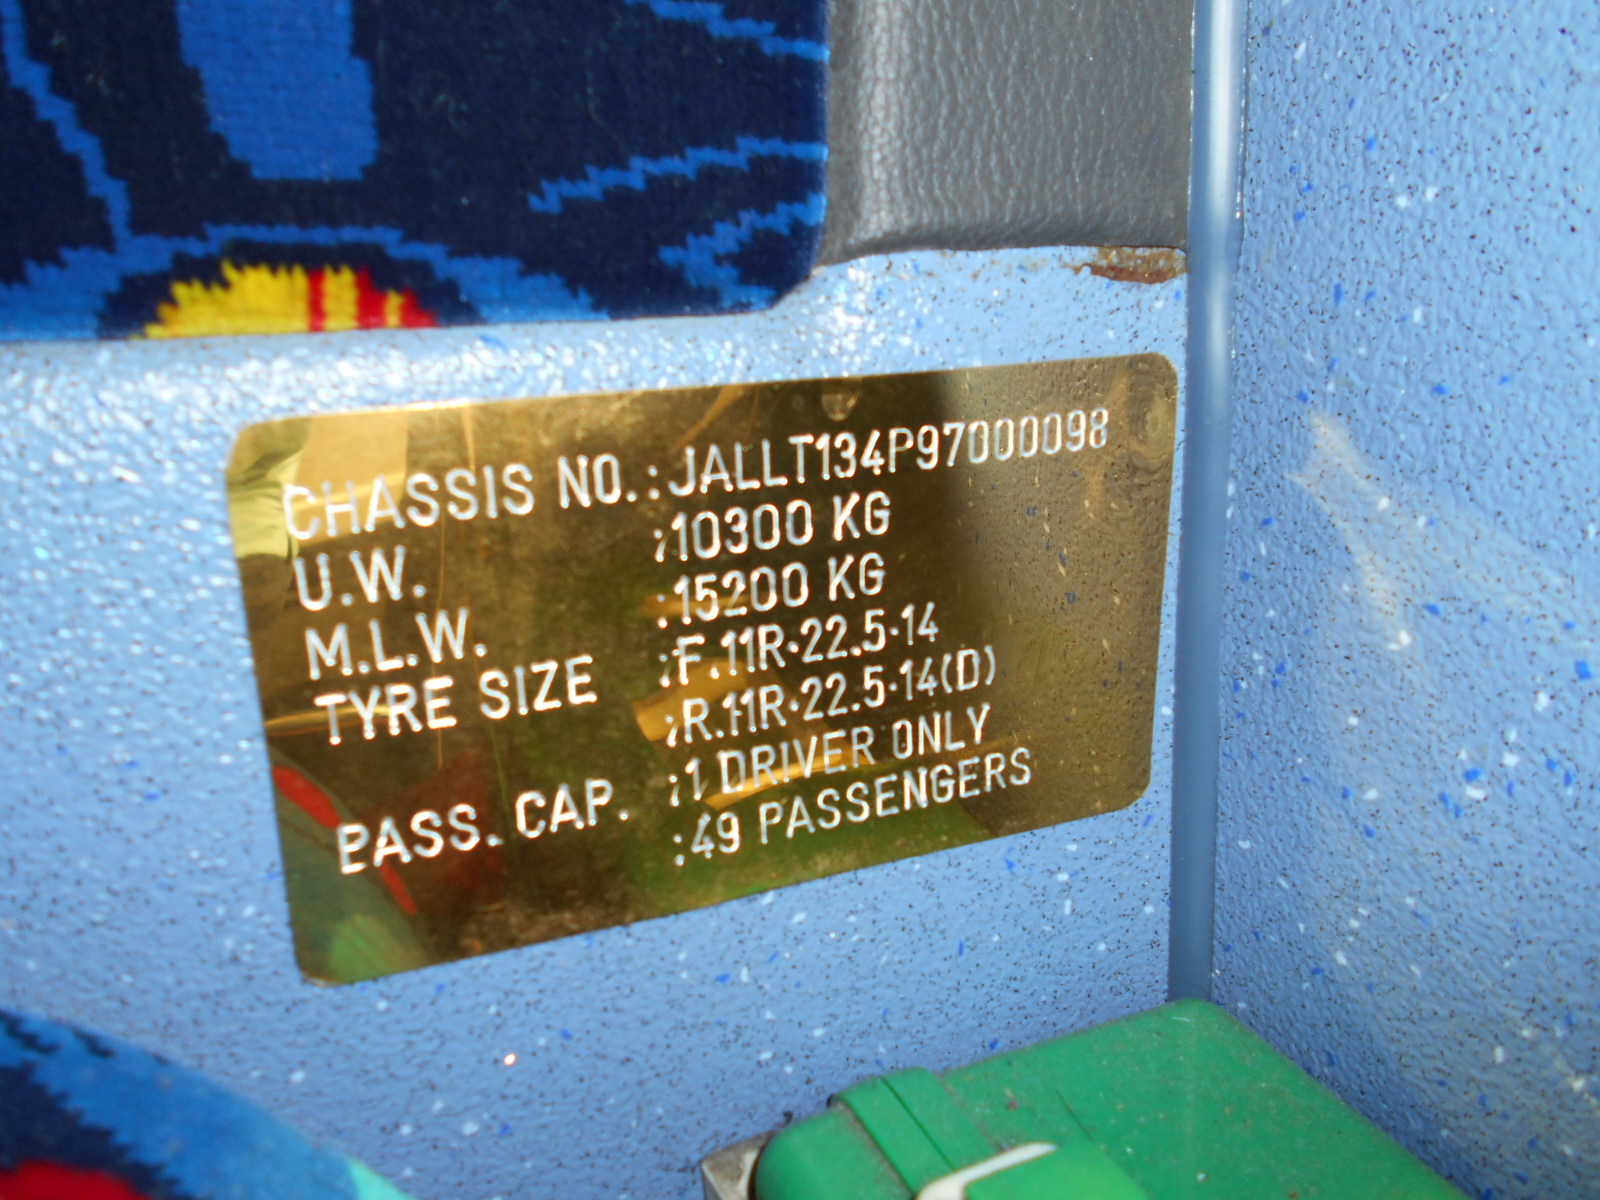 CHASSIS NO.:JALLT134P97000098
U.W. :10300 KG
M.L.W. :15200 KG
TYRE SIZE :F.11R·22.5·14
:R.11R·22.5·14(D)
PASS. CAP. :1 DRIVER ONLY
:49 PASSENGERS